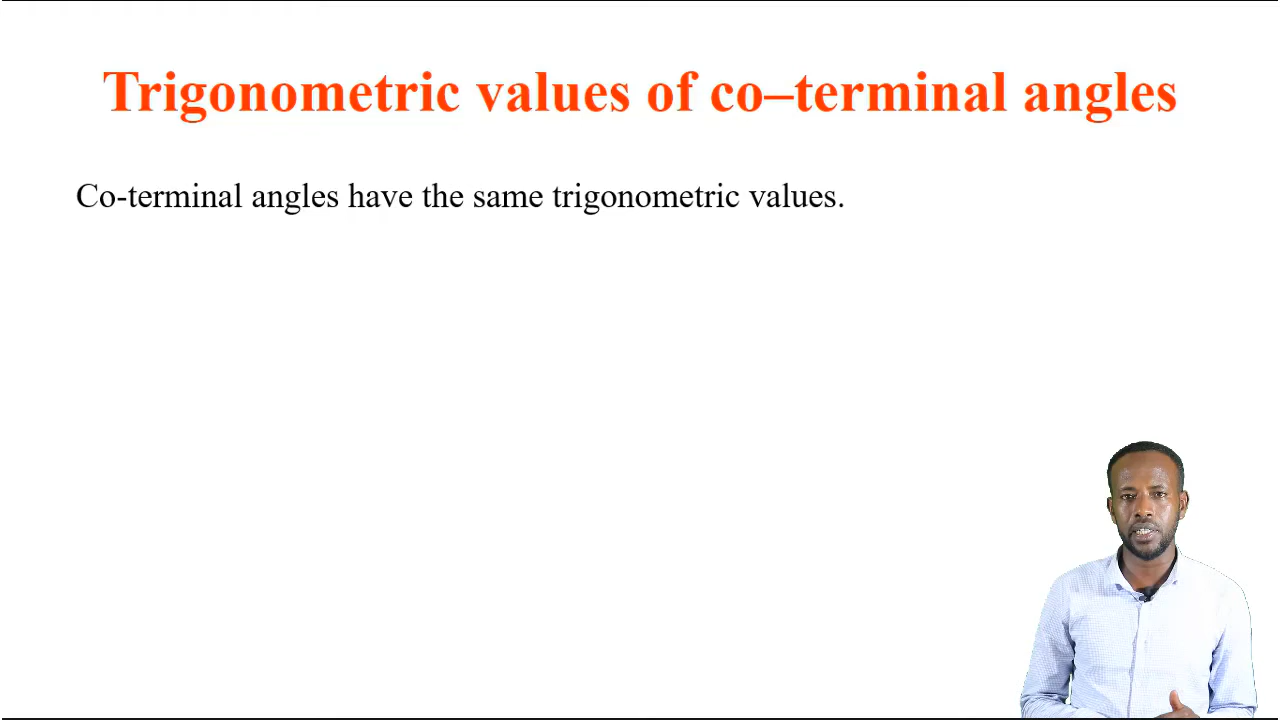 Trigonometric values of co–terminal angles
Co-terminal angles have the same trigonometric values.